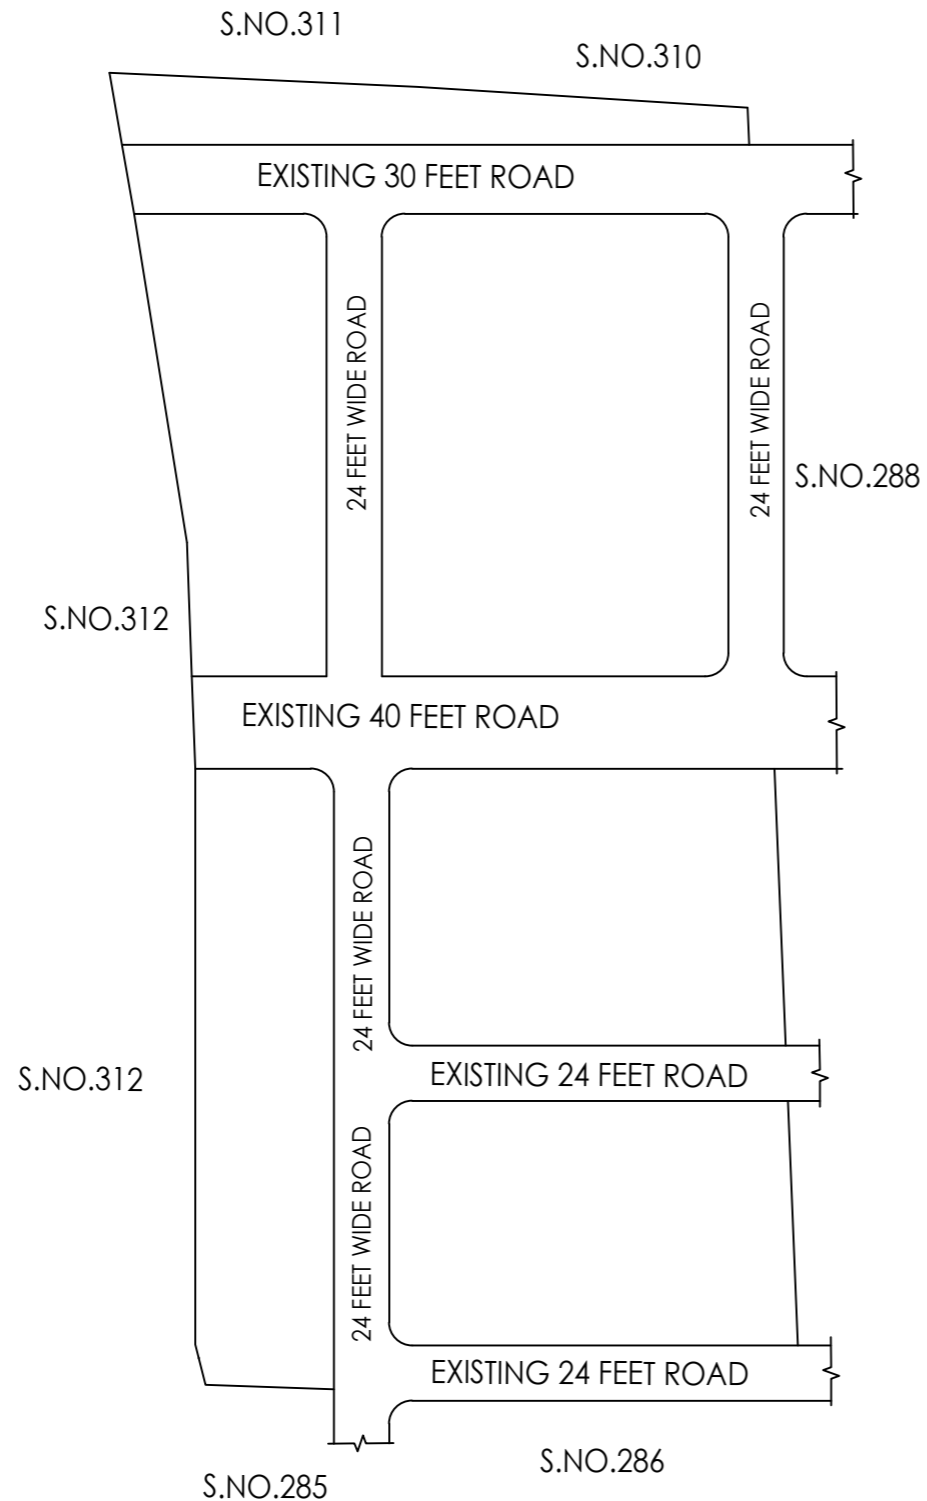 S.NO.311
S.NO.310
EXISTING 30 FEET ROAD
24 FEET WIDE ROAD
24 FEET WIDE ROAD
S.NO.288
S.NO.312
EXISTING 40 FEET ROAD
24 FEET WIDE ROAD
S.NO.312
EXISTING 24 FEET ROAD
24 FEET WIDE ROAD
EXISTING 24 FEET ROAD
S.NO.286
S.NO.285